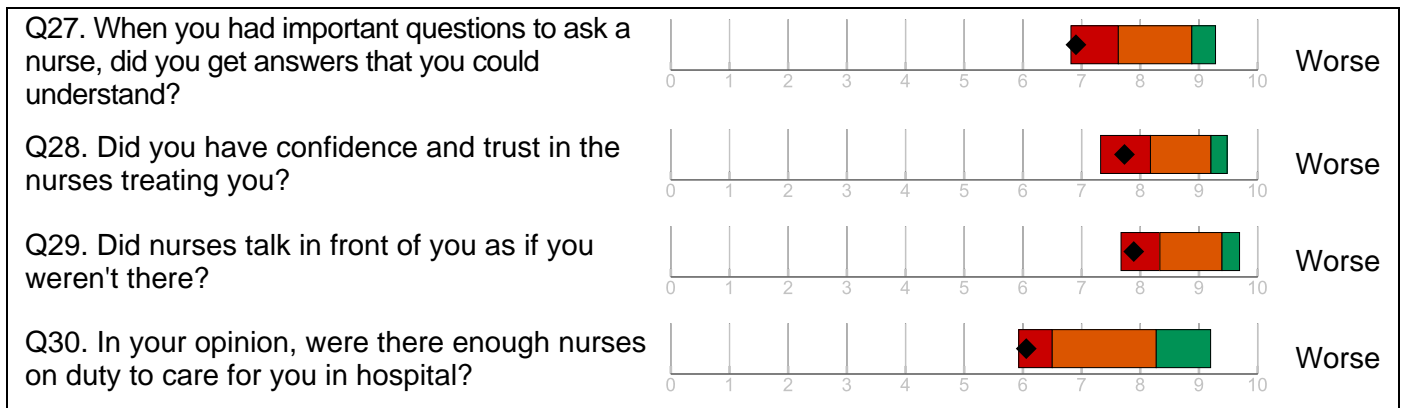 Q27. When you had important questions to ask a
nurse, did you get answers that you could
understand?
0 1 2 3 4 5 6 7 8 9 10
Worse
Q28. Did you have confidence and trust in the
nurses treating you?
0 1 2 3 4 5 6 7 8 9 10
Worse
Q29. Did nurses talk in front of you as if you
weren't there?
0 1 2 3 4 5 6 7 8 9 10
Worse
Q30. In your opinion, were there enough nurses
on duty to care for you in hospital?
0 1 2 3 4 5 6 7 8 9 10
Worse